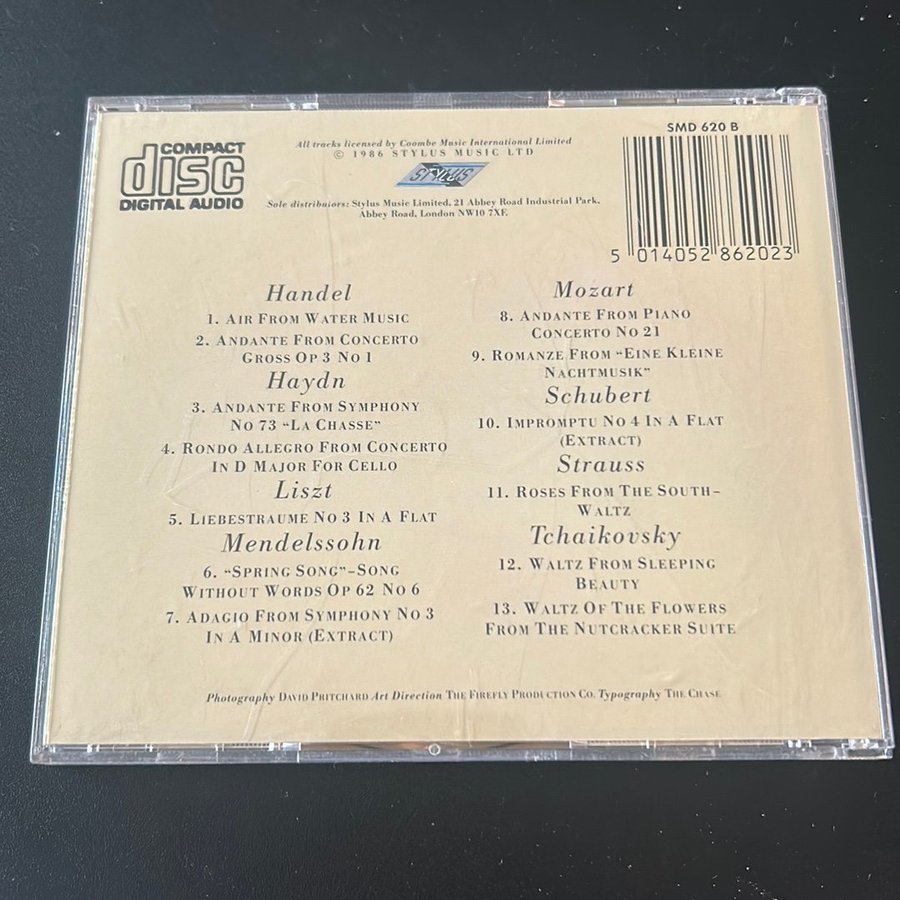 COMPACT
disc
DIGITAL AUDIO
All tracks licensed by Coombe Music International Limited
© 1986 STYLUS MUSIC LTD
STYLUS
Sole distribuiors: Stylus Music Limited, 21 Abbey Road Industrial Park,
Abbey Road, London NW10 7XF.
SMD 620 B
5 014052 862023
Handel
1. AIR FROM WATER MUSIC
2. ANDANTE FROM CONCERTO
GROSS OP 3 NO 1
Haydn
3. ANDANTE FROM SYMPHONY
NO 73 “LA CHASSE”
4. RONDO ALLEGRO FROM CONCERTO
IN D MAJOR FOR CELLO
Liszt
5. LIEBESTRAUME NO 3 IN A FLAT
Mendelssohn
6. “SPRING SONG”–SONG
WITHOUT WORDS OP 62 NO 6
7. ADAGIO FROM SYMPHONY NO 3
IN A MINOR (EXTRACT)
Mozart
8. ANDANTE FROM PIANO
CONCERTO NO 21
9. ROMANZE FROM “EINE KLEINE
NACHTMUSIK”
Schubert
10. IMPROMPTU NO 4 IN A FLAT
(EXTRACT)
Strauss
11. ROSES FROM THE SOUTH–
WALTZ
Tchaikovsky
12. WALTZ FROM SLEEPING
BEAUTY
13. WALTZ OF THE FLOWERS
FROM THE NUTCRACKER SUITE
Photography DAVID PRITCHARD Art Direction THE FIREFLY PRODUCTION CO. Typography THE CHASE